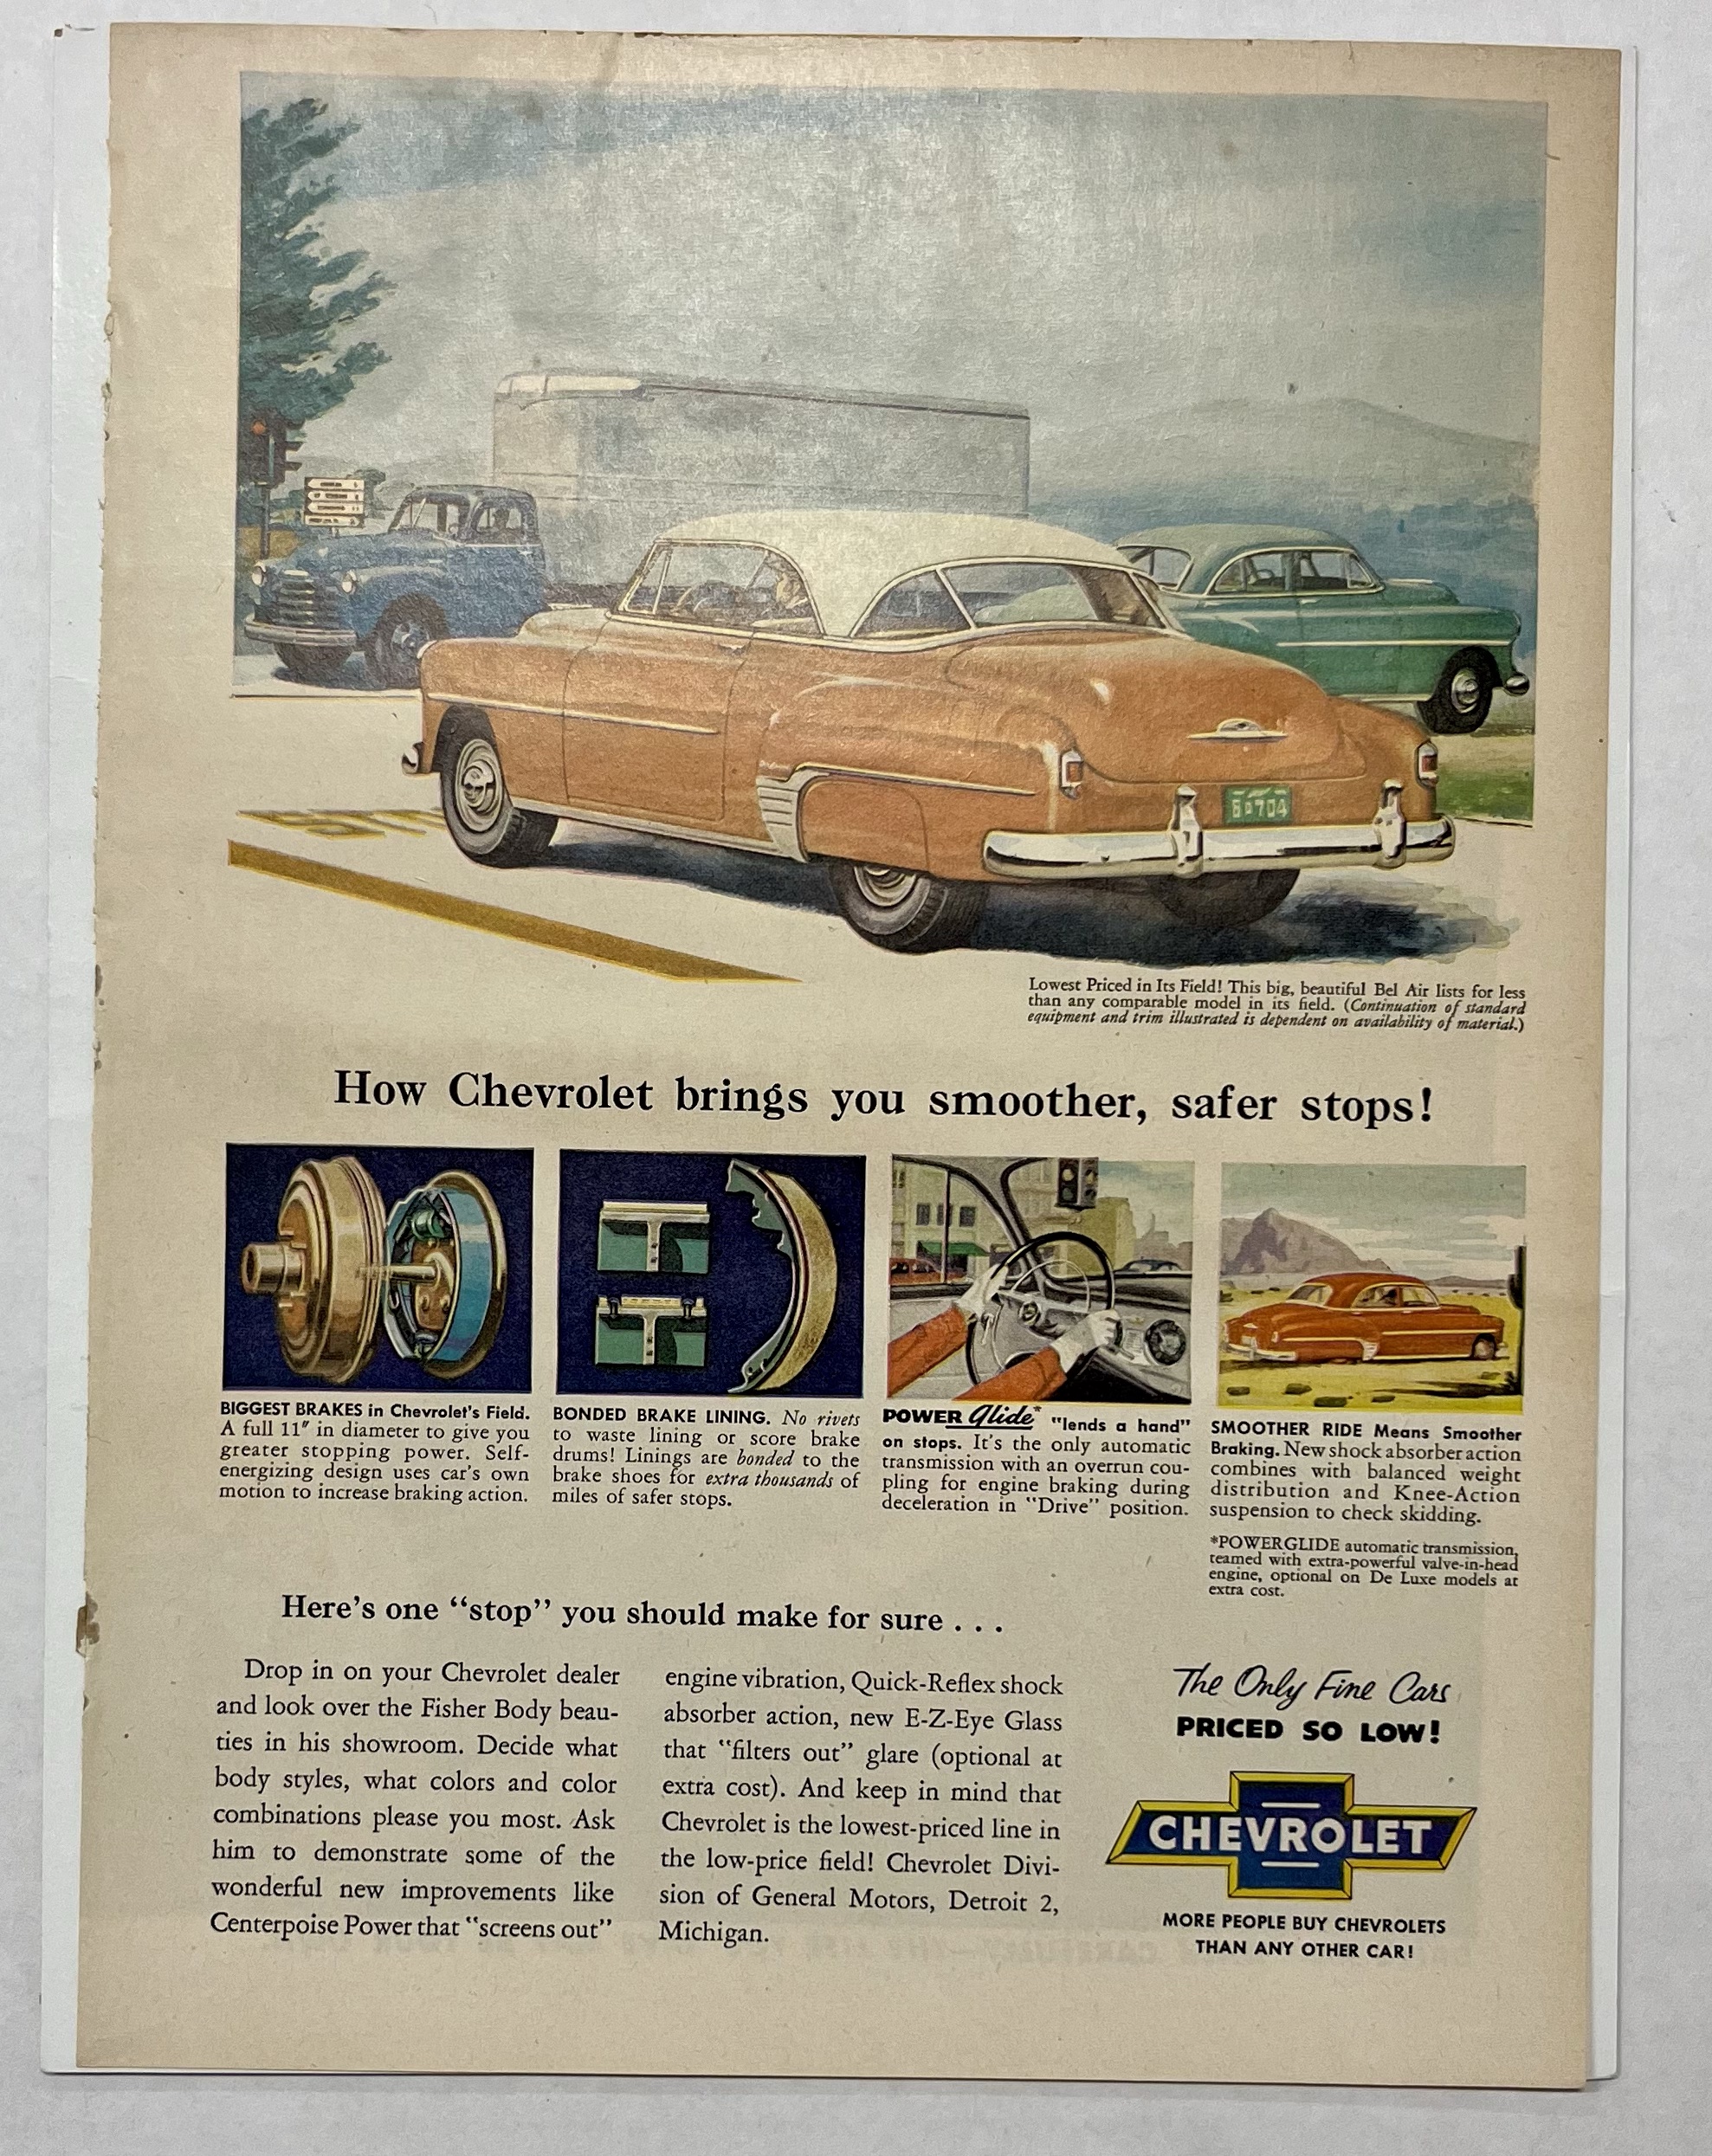 6▫704
Lowest Priced in Its Field! This big, beautiful Bel Air lists for less
than any comparable model in its field. (Continuation of standard
equipment and trim illustrated is dependent on availability of material.)
How Chevrolet brings you smoother, safer stops!
BIGGEST BRAKES in Chevrolet's Field.
A full 11″ in diameter to give you
greater stopping power. Self-
energizing design uses car's own
motion to increase braking action.
BONDED BRAKE LINING. No rivets
to waste lining or score brake
drums! Linings are bonded to the
brake shoes for extra thousands of
miles of safer stops.
POWER Glide* "lends a hand"
on stops. It's the only automatic
transmission with an overrun cou-
pling for engine braking during
deceleration in "Drive" position.
SMOOTHER RIDE Means Smoother
Braking. New shock absorber action
combines with balanced weight
distribution and Knee-Action
suspension to check skidding.
*POWERGLIDE automatic transmission,
teamed with extra-powerful valve-in-head
engine, optional on De Luxe models at
extra cost.
Here's one "stop" you should make for sure . . .
Drop in on your Chevrolet dealer
and look over the Fisher Body beau-
ties in his showroom. Decide what
body styles, what colors and color
combinations please you most. Ask
him to demonstrate some of the
wonderful new improvements like
Centerpoise Power that "screens out"
engine vibration, Quick-Reflex shock
absorber action, new E-Z-Eye Glass
that "filters out" glare (optional at
extra cost). And keep in mind that
Chevrolet is the lowest-priced line in
the low-price field! Chevrolet Divi-
sion of General Motors, Detroit 2,
Michigan.
The Only Fine Cars
PRICED SO LOW!
CHEVROLET
MORE PEOPLE BUY CHEVROLETS
THAN ANY OTHER CAR!